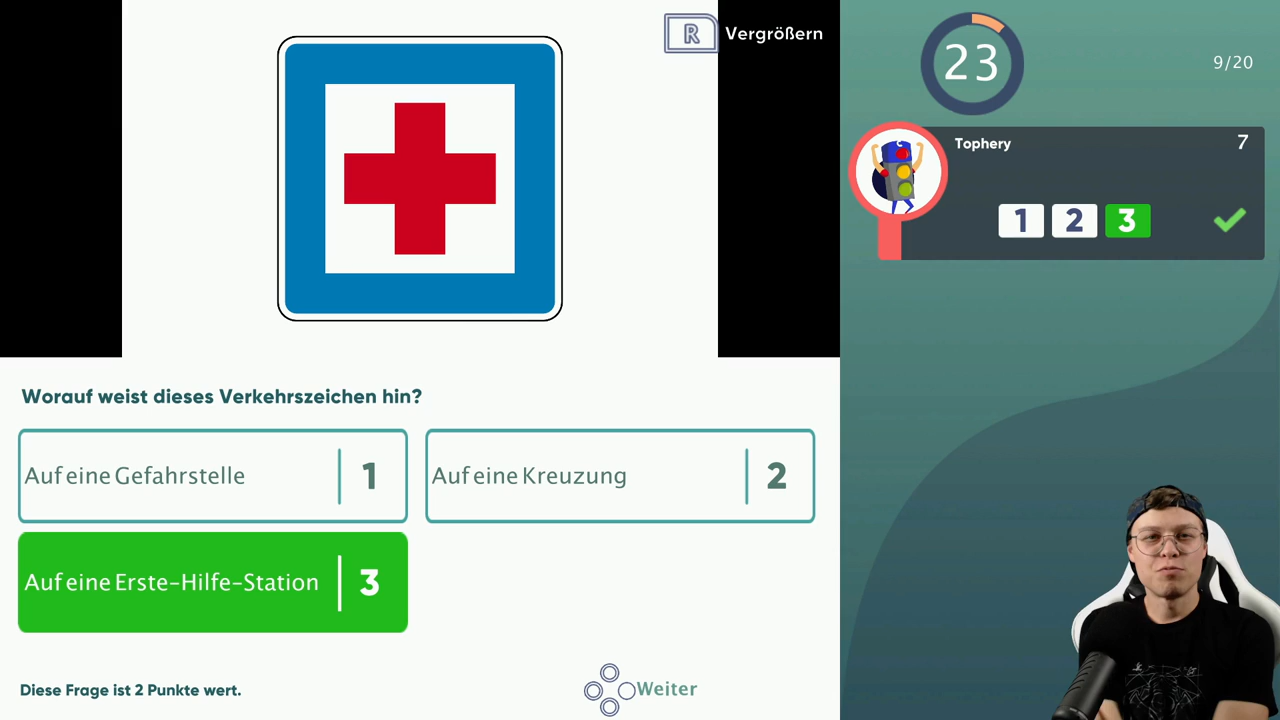 R Vergrößern
23
9/20
Tophery 7
1 2 3
Worauf weist dieses Verkehrszeichen hin?
Auf eine Gefahrstelle 1
Auf eine Kreuzung 2
Auf eine Erste-Hilfe-Station 3
Diese Frage ist 2 Punkte wert.
Weiter